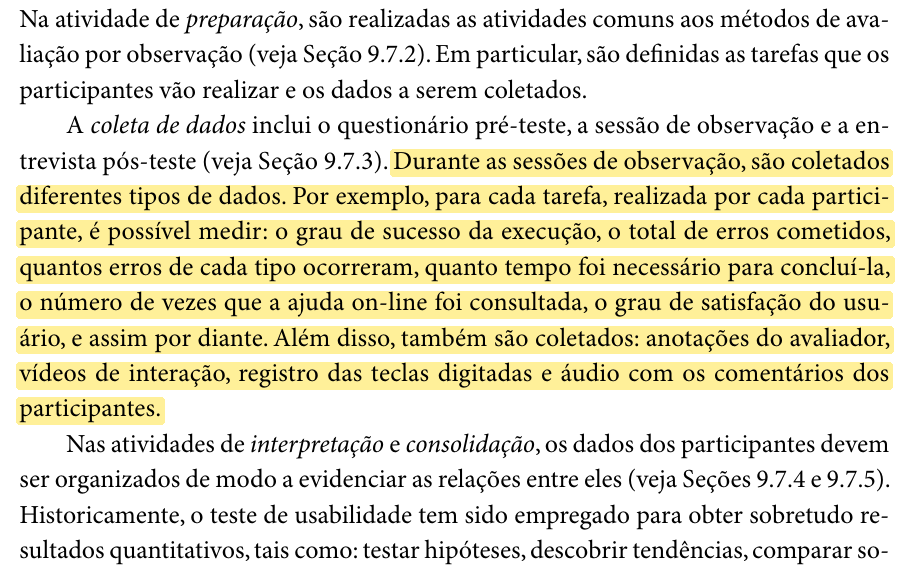 Na atividade de preparação, são realizadas as atividades comuns aos métodos de ava-
liação por observação (veja Seção 9.7.2). Em particular, são definidas as tarefas que os
participantes vão realizar e os dados a serem coletados.
A coleta de dados inclui o questionário pré-teste, a sessão de observação e a en-
trevista pós-teste (veja Seção 9.7.3). Durante as sessões de observação, são coletados
diferentes tipos de dados. Por exemplo, para cada tarefa, realizada por cada partici-
pante, é possível medir: o grau de sucesso da execução, o total de erros cometidos,
quantos erros de cada tipo ocorreram, quanto tempo foi necessário para concluí-la,
o número de vezes que a ajuda on-line foi consultada, o grau de satisfação do usu-
ário, e assim por diante. Além disso, também são coletados: anotações do avaliador,
vídeos de interação, registro das teclas digitadas e áudio com os comentários dos
participantes.
Nas atividades de interpretação e consolidação, os dados dos participantes devem
ser organizados de modo a evidenciar as relações entre eles (veja Seções 9.7.4 e 9.7.5).
Historicamente, o teste de usabilidade tem sido empregado para obter sobretudo re-
sultados quantitativos, tais como: testar hipóteses, descobrir tendências, comparar so-